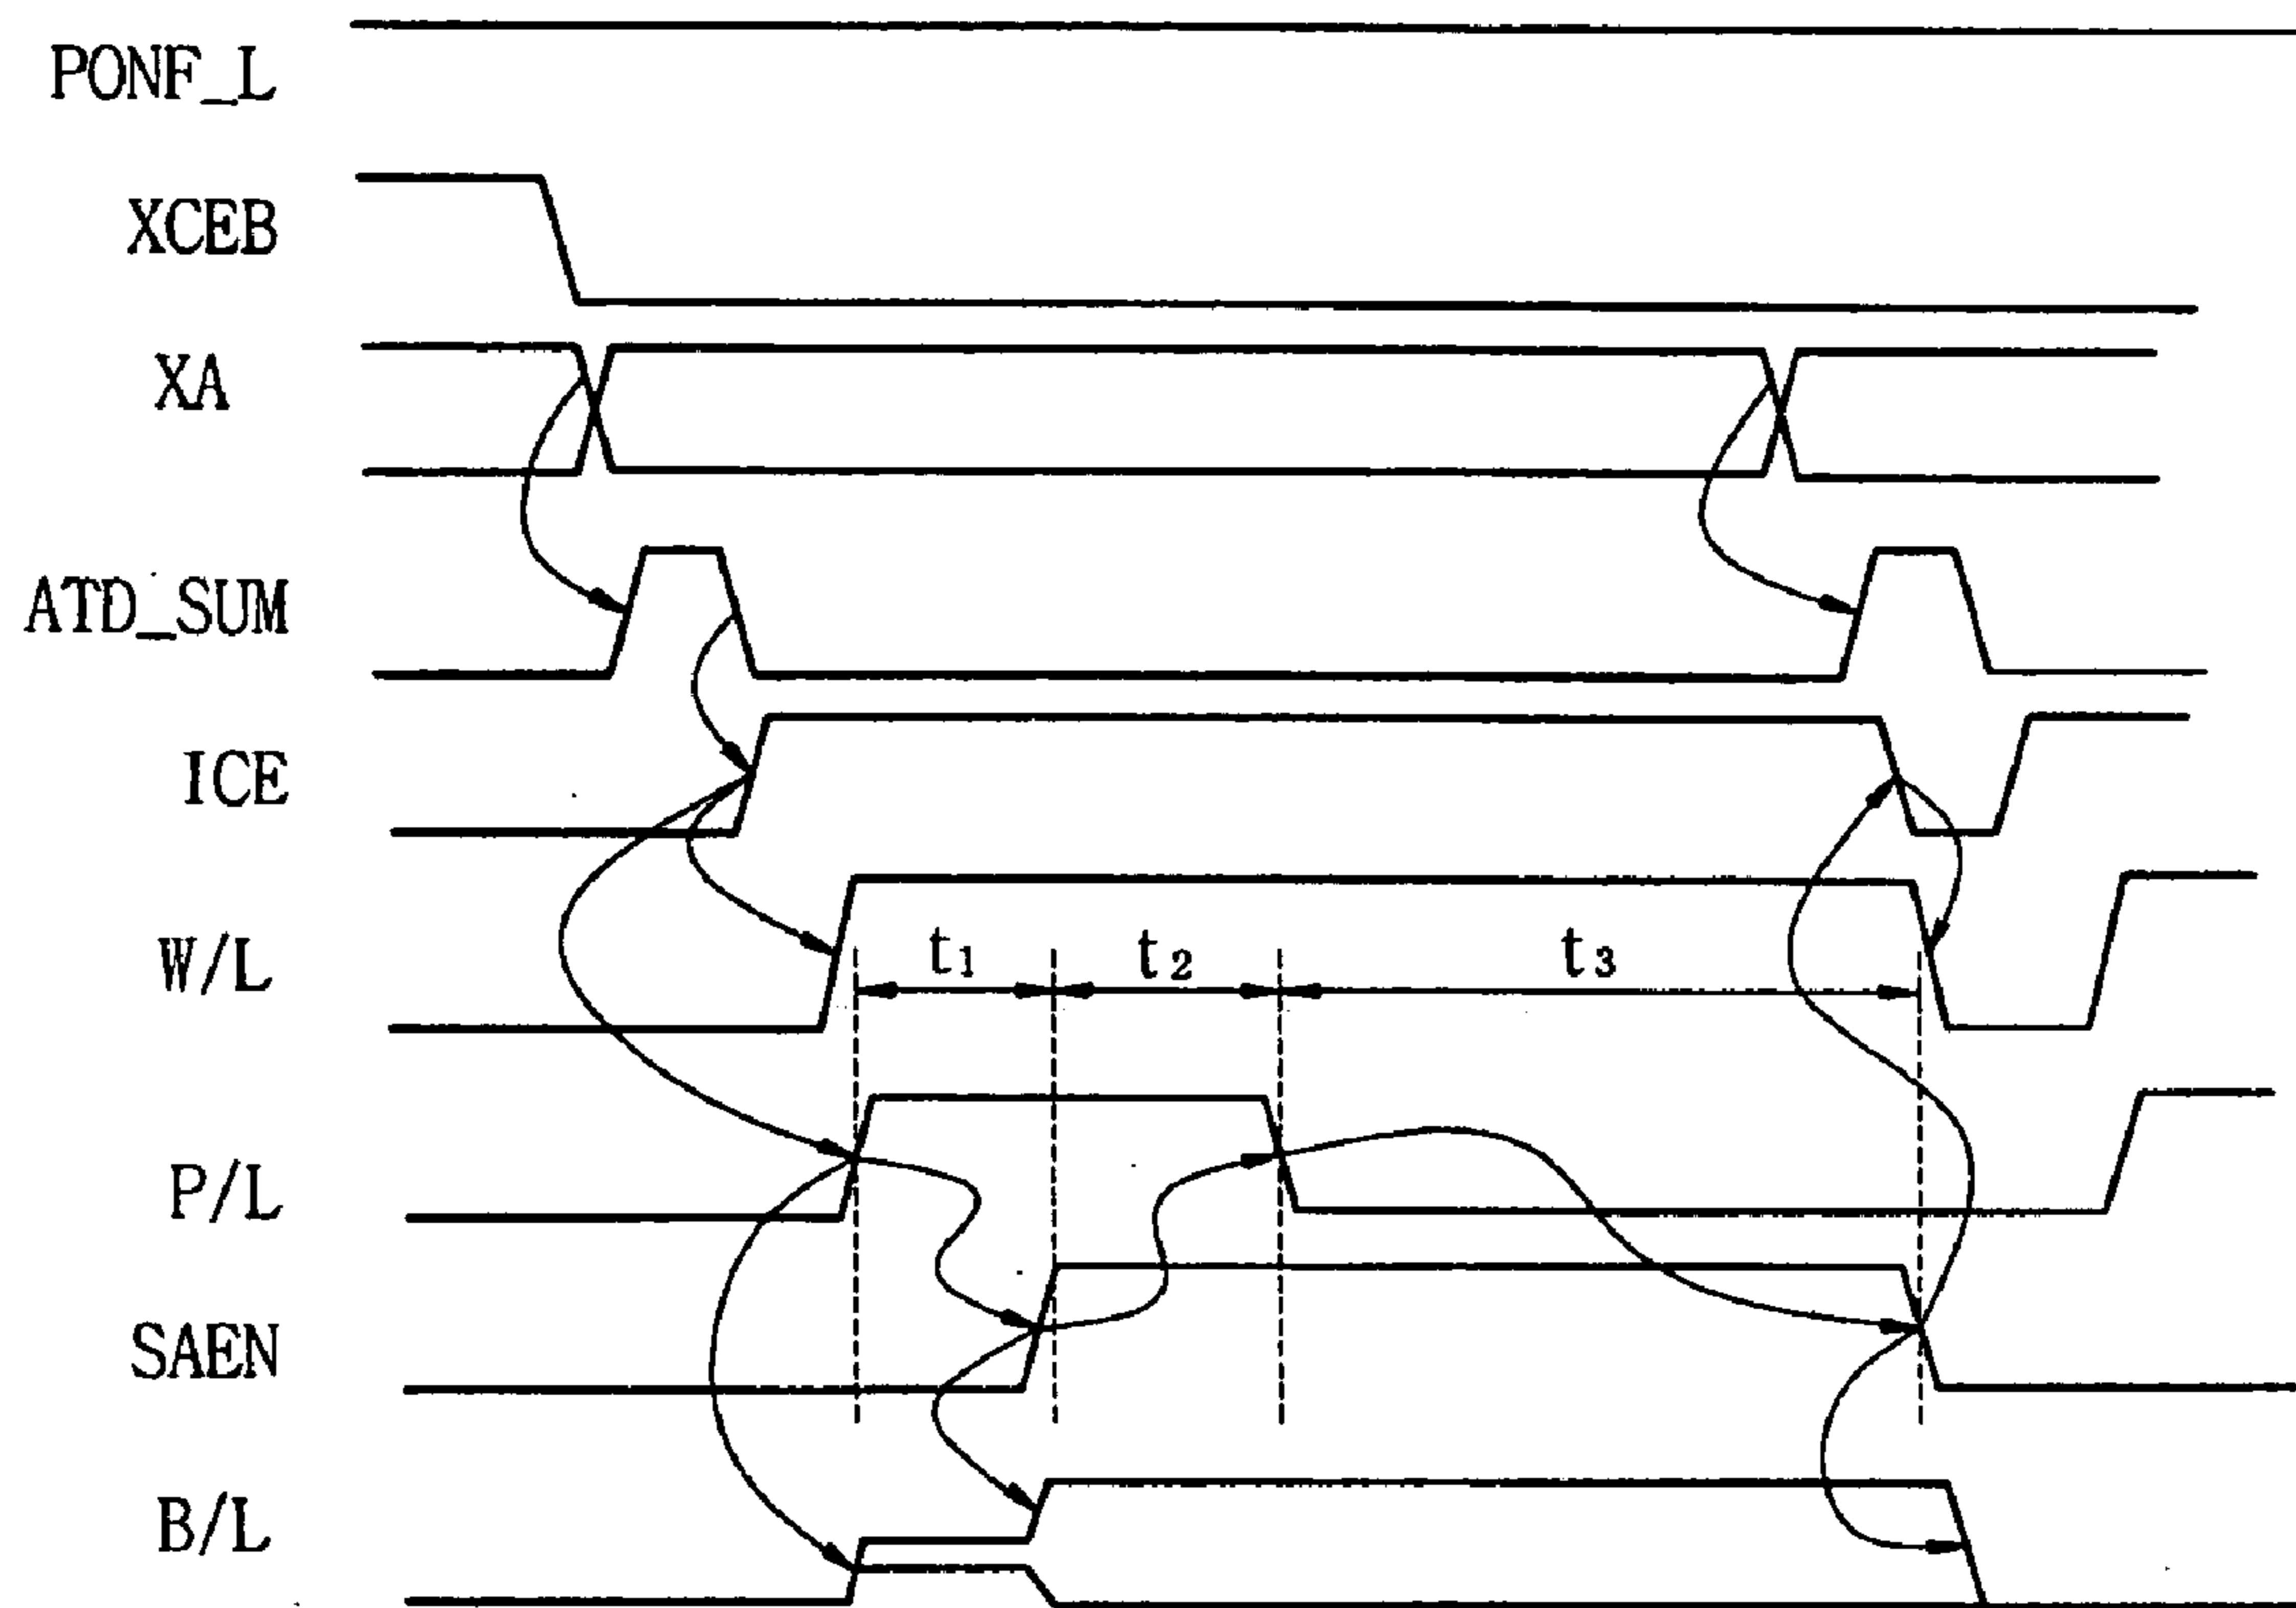 PONF_L
XCEB
XA
ATD_SUM
ICE
W/L
t1 t2 t3
P/L
SAEN
B/L